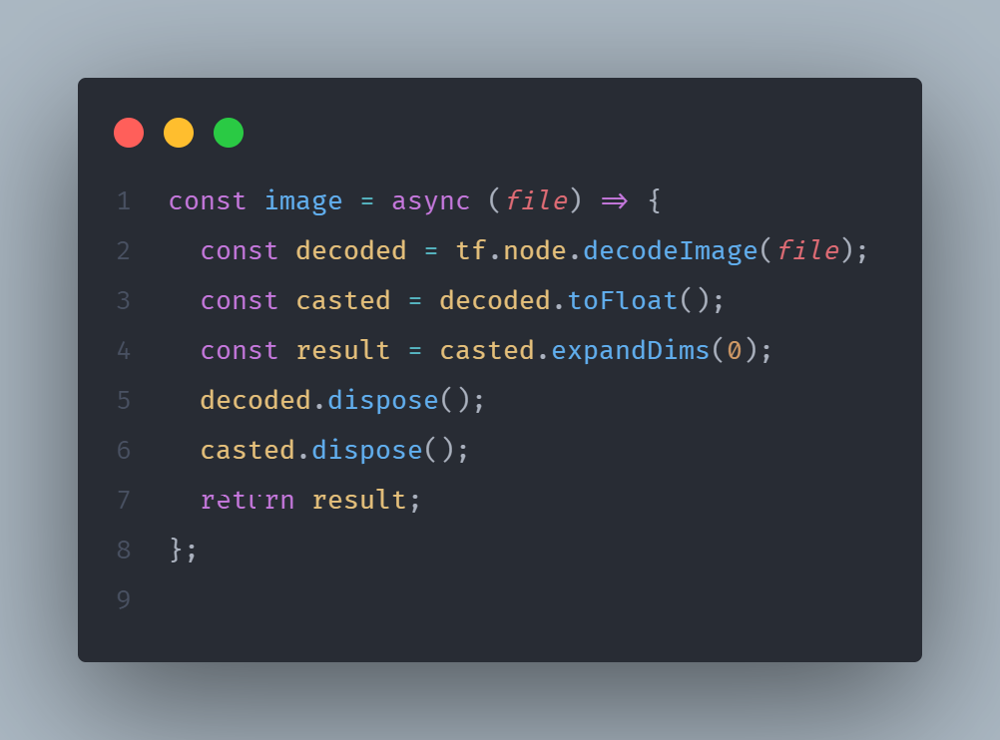 1 const image = async (file) => {
2 const decoded = tf.node.decodeImage(file);
3 const casted = decoded.toFloat();
4 const result = casted.expandDims(0);
5 decoded.dispose();
6 casted.dispose();
7 return result;
8 };
9